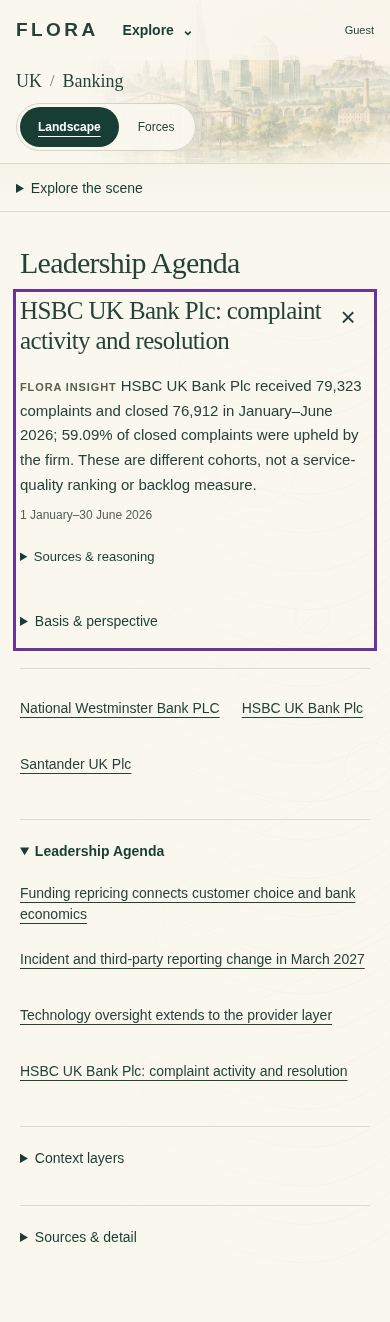 FLORA Explore Guest
UK / Banking
Landscape Forces
Explore the scene
Leadership Agenda
HSBC UK Bank Plc: complaint
activity and resolution
FLORA INSIGHT HSBC UK Bank Plc received 79,323
complaints and closed 76,912 in January–June
2026; 59.09% of closed complaints were upheld by
the firm. These are different cohorts, not a service-
quality ranking or backlog measure.
1 January–30 June 2026
Sources & reasoning
Basis & perspective
National Westminster Bank PLC HSBC UK Bank Plc
Santander UK Plc
Leadership Agenda
Funding repricing connects customer choice and bank
economics
Incident and third-party reporting change in March 2027
Technology oversight extends to the provider layer
HSBC UK Bank Plc: complaint activity and resolution
Context layers
Sources & detail